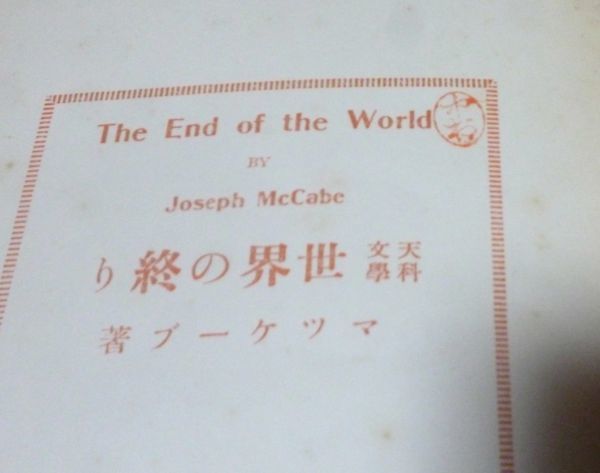 The End of the World
BY
Joseph McCabe
天文科學 世界の終り
マツケーブ著